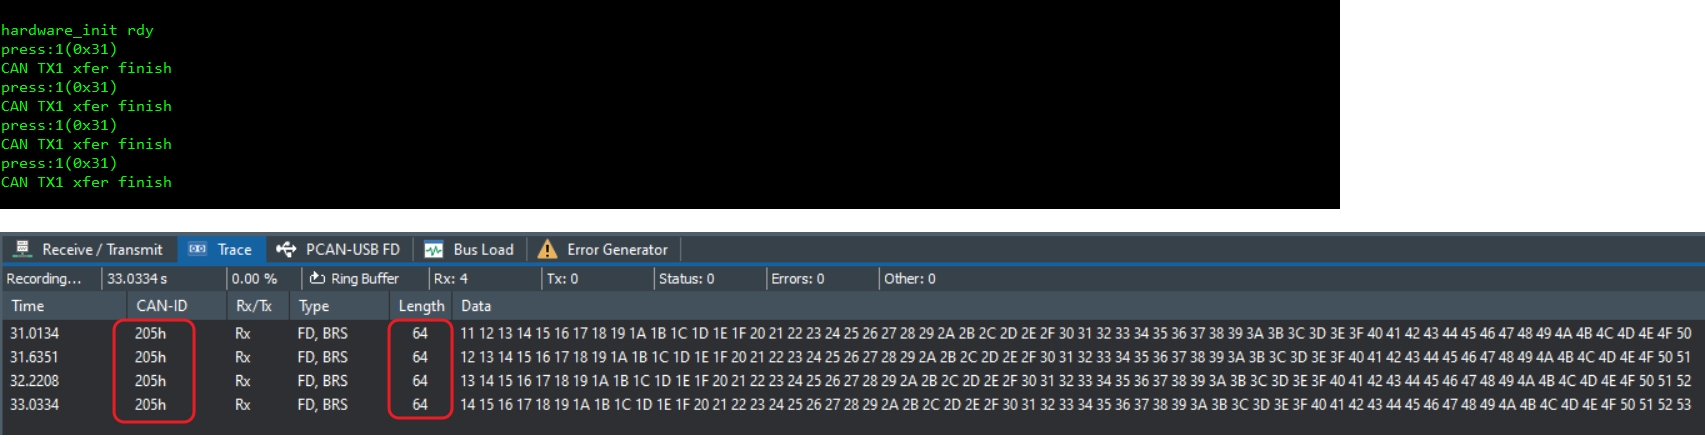 hardware_init rdy
press:1(0x31)
CAN TX1 xfer finish
press:1(0x31)
CAN TX1 xfer finish
press:1(0x31)
CAN TX1 xfer finish
press:1(0x31)
CAN TX1 xfer finish
Receive / Transmit Trace PCAN-USB FD Bus Load Error Generator
Recording... 33.0334 s 0.00 % Ring Buffer Rx: 4 Tx: 0 Status: 0 Errors: 0 Other: 0
Time CAN-ID Rx/Tx Type Length Data
31.0134 205h Rx FD, BRS 64 11 12 13 14 15 16 17 18 19 1A 1B 1C 1D 1E 1F 20 21 22 23 24 25 26 27 28 29 2A 2B 2C 2D 2E 2F 30 31 32 33 34 35 36 37 38 39 3A 3B 3C 3D 3E 3F 40 41 42 43 44 45 46 47 48 49 4A 4B 4C 4D 4E 4F 50
31.6351 205h Rx FD, BRS 64 12 13 14 15 16 17 18 19 1A 1B 1C 1D 1E 1F 20 21 22 23 24 25 26 27 28 29 2A 2B 2C 2D 2E 2F 30 31 32 33 34 35 36 37 38 39 3A 3B 3C 3D 3E 3F 40 41 42 43 44 45 46 47 48 49 4A 4B 4C 4D 4E 4F 50 51
32.2208 205h Rx FD, BRS 64 13 14 15 16 17 18 19 1A 1B 1C 1D 1E 1F 20 21 22 23 24 25 26 27 28 29 2A 2B 2C 2D 2E 2F 30 31 32 33 34 35 36 37 38 39 3A 3B 3C 3D 3E 3F 40 41 42 43 44 45 46 47 48 49 4A 4B 4C 4D 4E 4F 50 51 52
33.0334 205h Rx FD, BRS 64 14 15 16 17 18 19 1A 1B 1C 1D 1E 1F 20 21 22 23 24 25 26 27 28 29 2A 2B 2C 2D 2E 2F 30 31 32 33 34 35 36 37 38 39 3A 3B 3C 3D 3E 3F 40 41 42 43 44 45 46 47 48 49 4A 4B 4C 4D 4E 4F 50 51 52 53